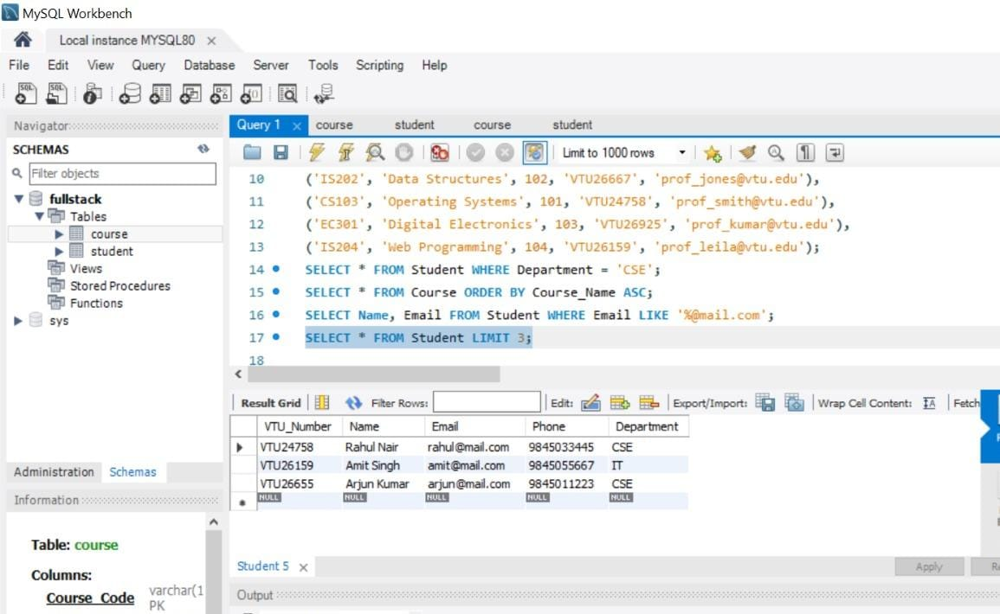 MySQL Workbench
Local instance MYSQL80
File Edit View Query Database Server Tools Scripting Help
Navigator
SCHEMAS
Filter objects
fullstack
Tables
course
student
Views
Stored Procedures
Functions
sys
Administration Schemas
Information
Table: course
Columns:
Course_Code varchar(1
PK
Query 1 course student course student
Limit to 1000 rows
10 ('IS202', 'Data Structures', 102, 'VTU26667', 'prof_jones@vtu.edu'),
11 ('CS103', 'Operating Systems', 101, 'VTU24758', 'prof_smith@vtu.edu'),
12 ('EC301', 'Digital Electronics', 103, 'VTU26925', 'prof_kumar@vtu.edu'),
13 ('IS204', 'Web Programming', 104, 'VTU26159', 'prof_leila@vtu.edu');
14 SELECT * FROM Student WHERE Department = 'CSE';
15 SELECT * FROM Course ORDER BY Course_Name ASC;
16 SELECT Name, Email FROM Student WHERE Email LIKE '%@mail.com';
17 SELECT * FROM Student LIMIT 3;
18
Result Grid Filter Rows: Edit: Export/Import: Wrap Cell Content: Fetch
VTU_Number Name Email Phone Department
VTU24758 Rahul Nair rahul@mail.com 9845033445 CSE
VTU26159 Amit Singh amit@mail.com 9845055667 IT
VTU26655 Arjun Kumar arjun@mail.com 9845011223 CSE
NULL NULL NULL NULL NULL
Student 5 Apply
Output